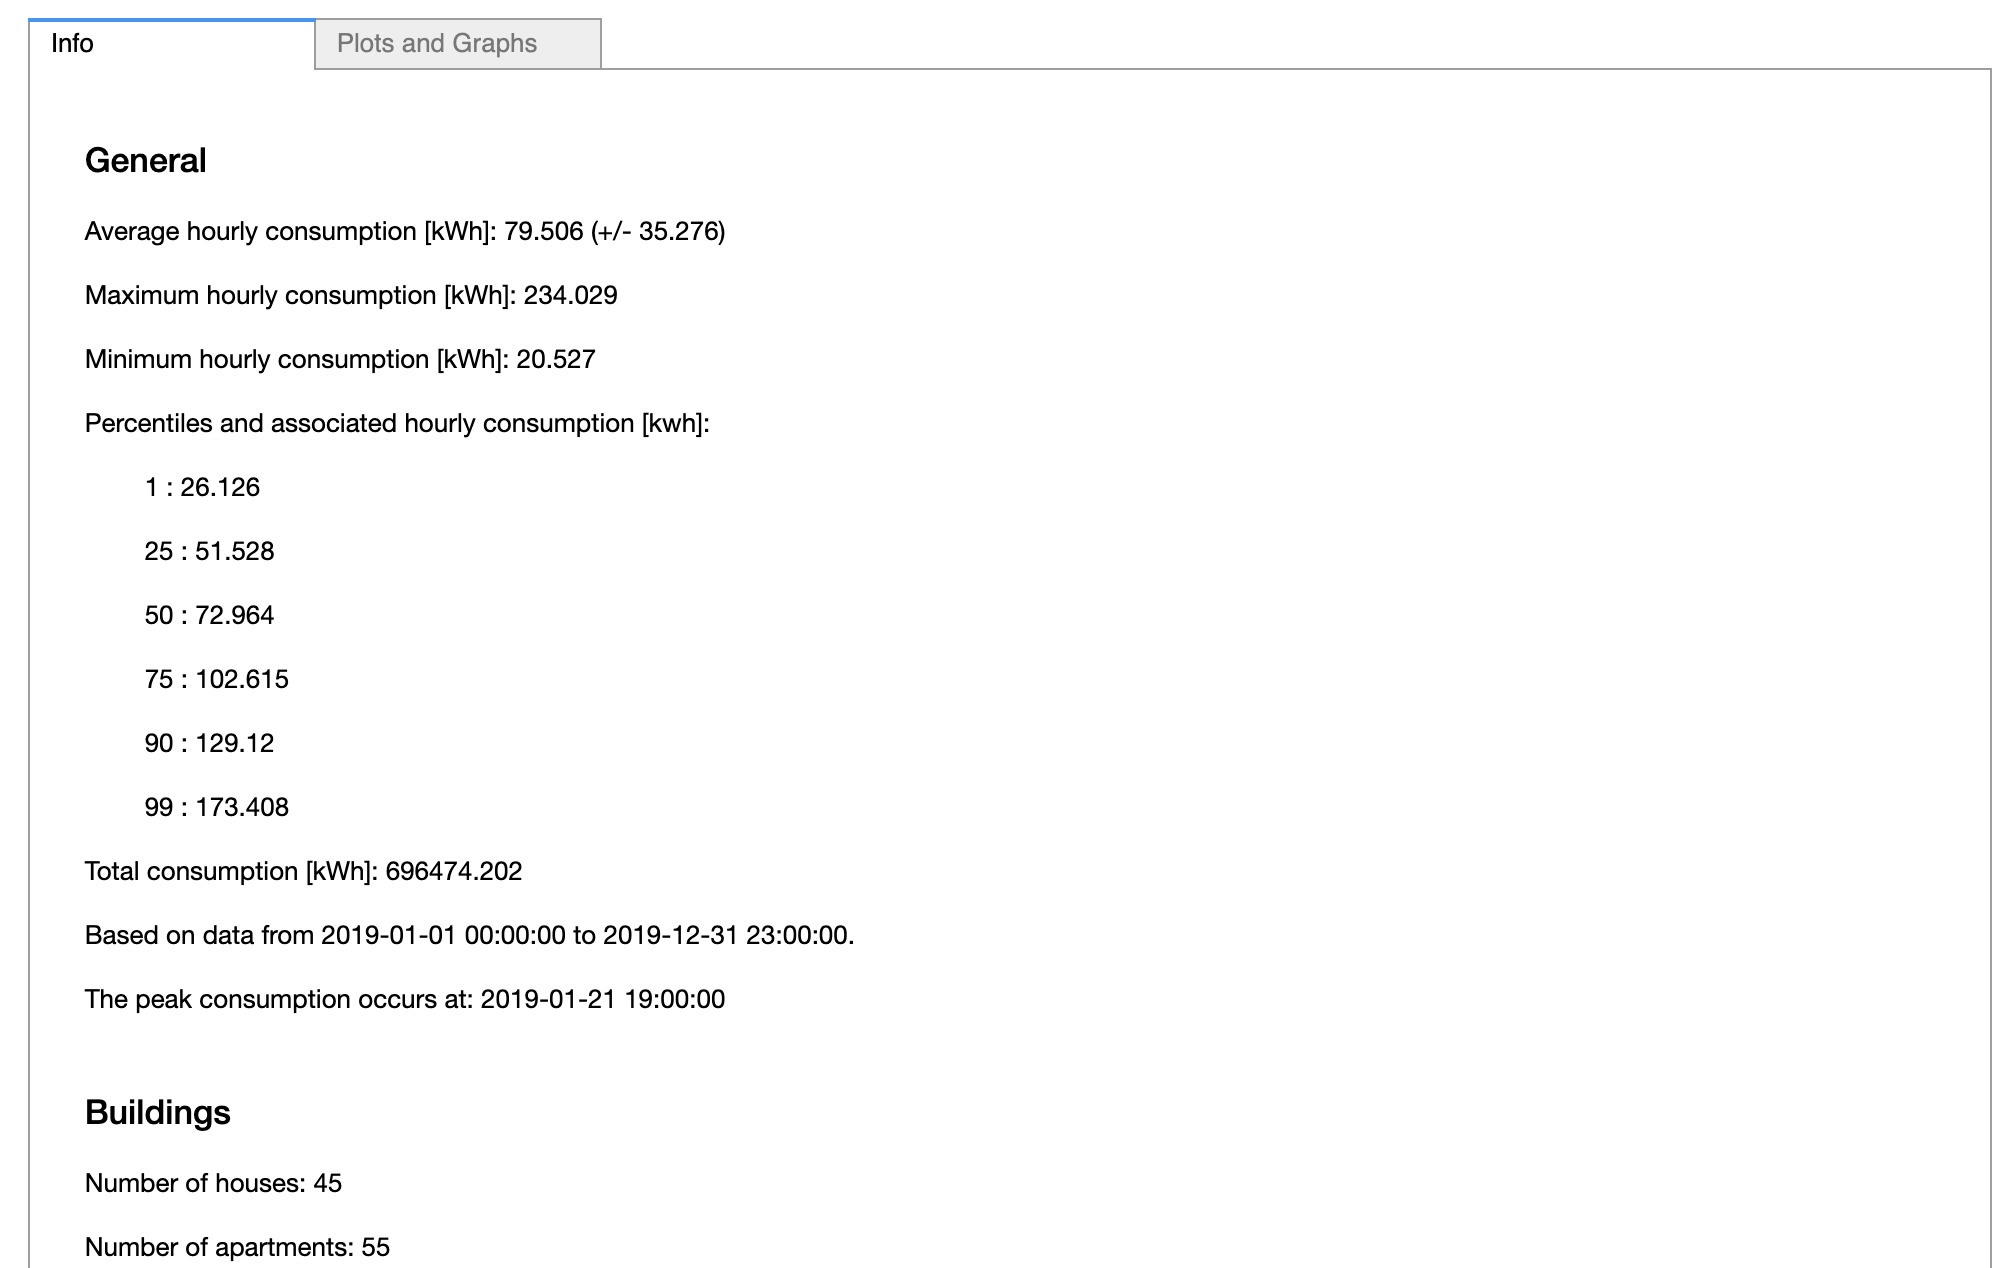 Info
Plots and Graphs
General
Average hourly consumption [kWh]: 79.506 (+/- 35.276)
Maximum hourly consumption [kWh]: 234.029
Minimum hourly consumption [kWh]: 20.527
Percentiles and associated hourly consumption [kwh]:
1 : 26.126
25 : 51.528
50 : 72.964
75 : 102.615
90 : 129.12
99 : 173.408
Total consumption [kWh]: 696474.202
Based on data from 2019-01-01 00:00:00 to 2019-12-31 23:00:00.
The peak consumption occurs at: 2019-01-21 19:00:00
Buildings
Number of houses: 45
Number of apartments: 55